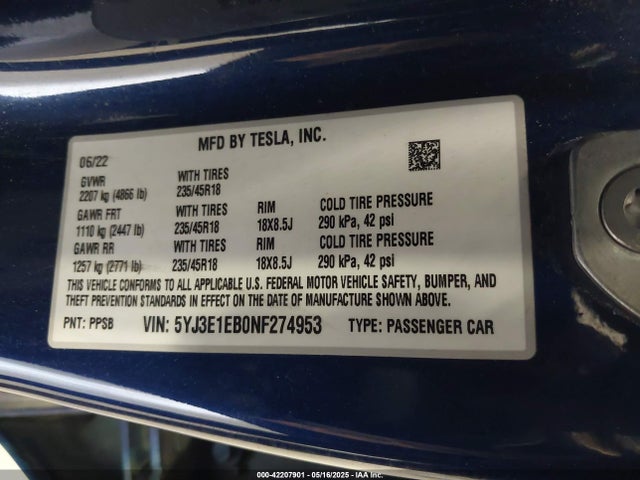 MFD BY TESLA, INC.
06/22
GVWR WITH TIRES
2207 kg (4866 lb) 235/45R18
GAWR FRT WITH TIRES RIM COLD TIRE PRESSURE
1110 kg (2447 lb) 235/45R18 18X8.5J 290 kPa, 42 psi
GAWR RR WITH TIRES RIM COLD TIRE PRESSURE
1257 kg (2771 lb) 235/45R18 18X8.5J 290 kPa, 42 psi
THIS VEHICLE CONFORMS TO ALL APPLICABLE U.S. FEDERAL MOTOR VEHICLE SAFETY, BUMPER, AND
THEFT PREVENTION STANDARDS IN EFFECT ON THE DATE OF MANUFACTURE SHOWN ABOVE.
PNT: PPSB VIN: 5YJ3E1EB0NF274953 TYPE: PASSENGER CAR
000-42207901 - 05/16/2025 - IAA Inc.